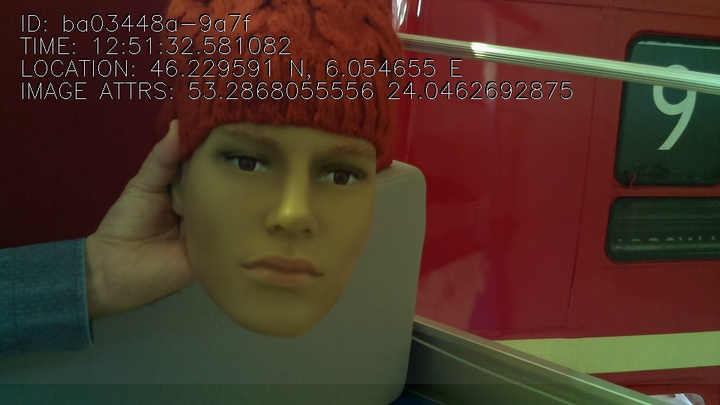 ID: ba03448a-9a7f
TIME: 12:51:32.581082
LOCATION: 46.229591 N, 6.054655 E
IMAGE ATTRS: 53.2868055556 24.0462692875
9